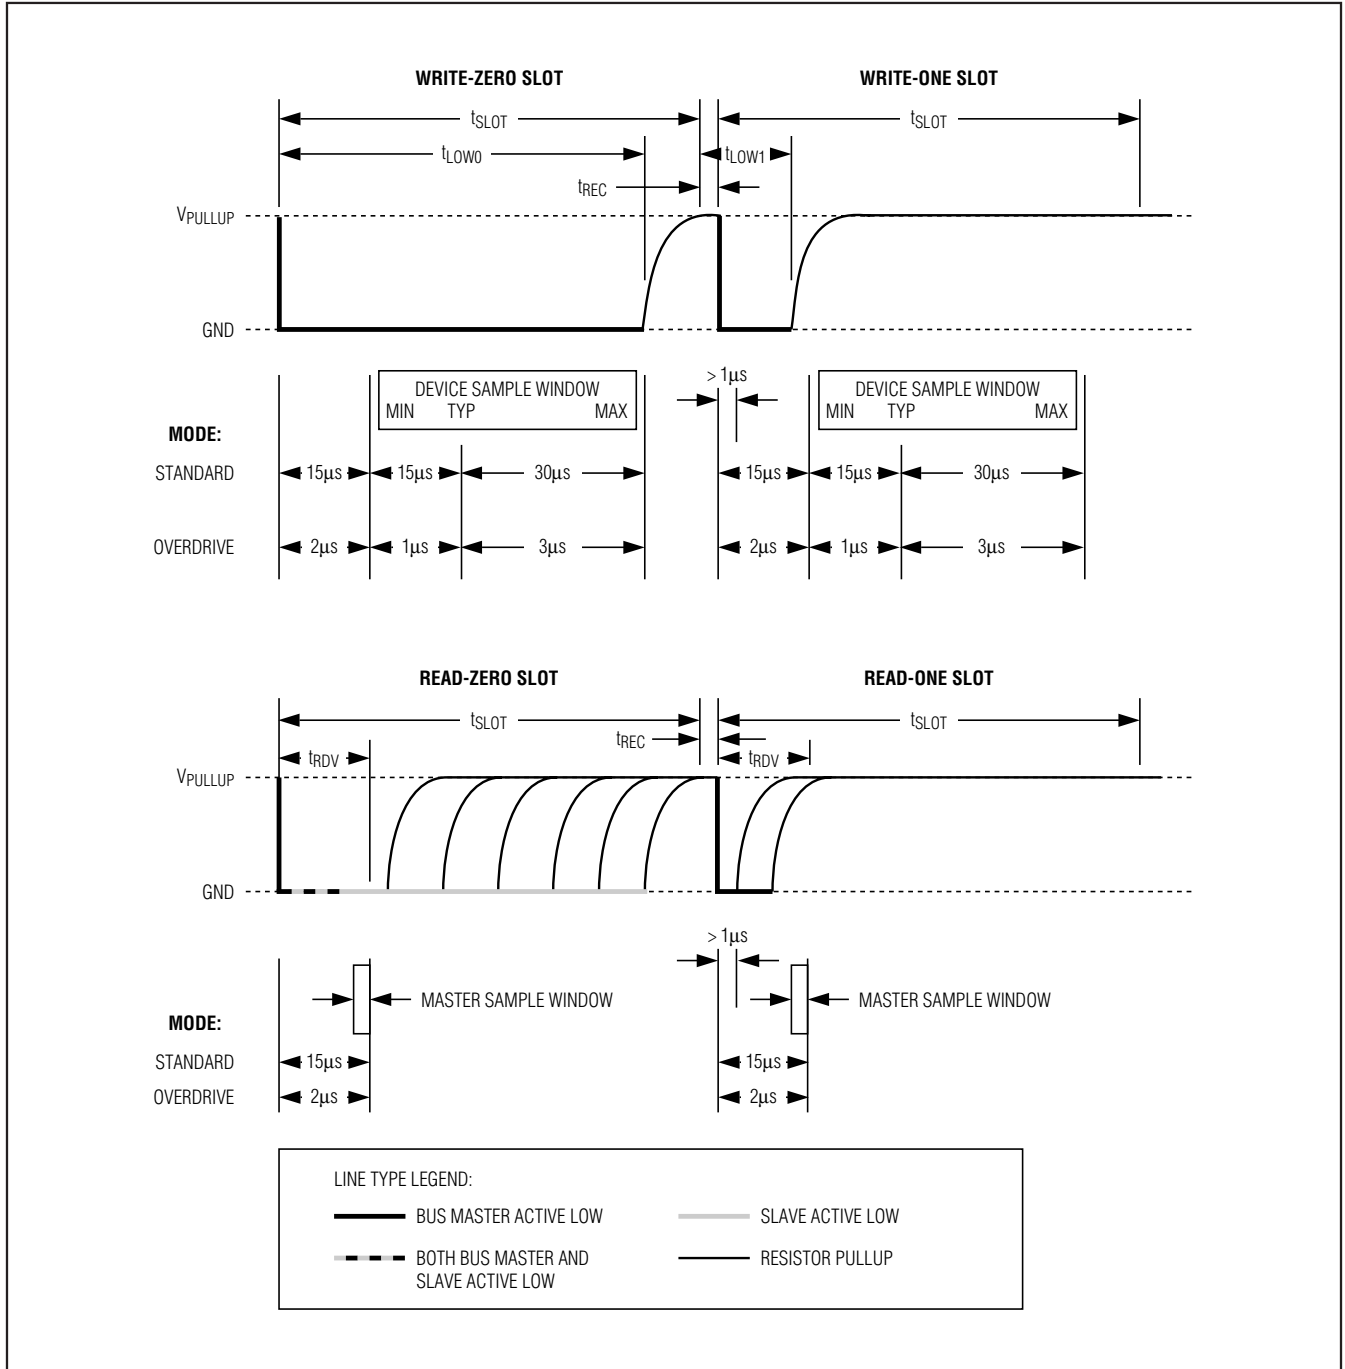 WRITE-ZERO SLOT WRITE-ONE SLOT
tSLOT tSLOT
tLOW0 tLOW1
tREC
VPULLUP
GND
> 1µs
DEVICE SAMPLE WINDOW DEVICE SAMPLE WINDOW
MIN TYP MAX MIN TYP MAX
MODE:
STANDARD 15µs 15µs 30µs 15µs 15µs 30µs
OVERDRIVE 2µs 1µs 3µs 2µs 1µs 3µs
READ-ZERO SLOT READ-ONE SLOT
tSLOT tSLOT
tREC
tRDV tRDV
VPULLUP
GND
> 1µs
MASTER SAMPLE WINDOW MASTER SAMPLE WINDOW
MODE:
STANDARD 15µs 15µs
OVERDRIVE 2µs 2µs
LINE TYPE LEGEND:
BUS MASTER ACTIVE LOW SLAVE ACTIVE LOW
BOTH BUS MASTER AND RESISTOR PULLUP
SLAVE ACTIVE LOW